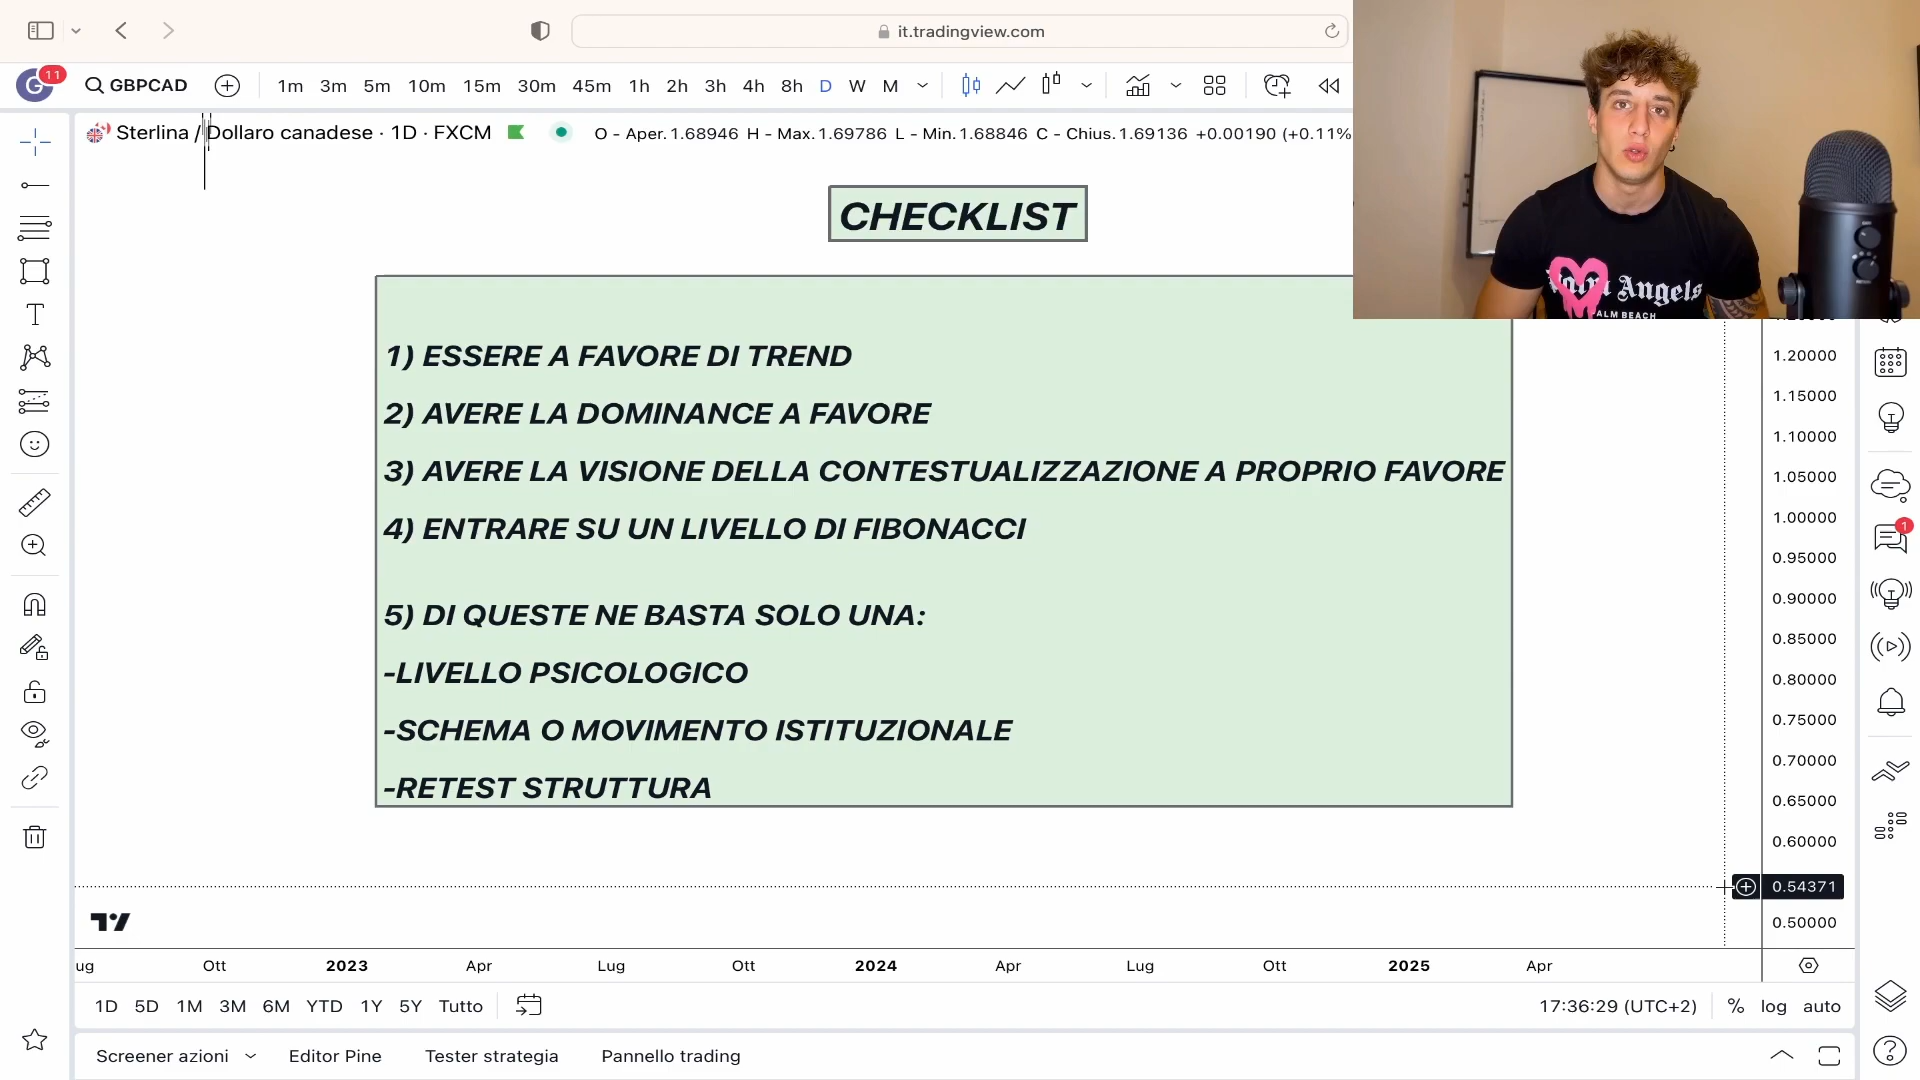 it.tradingview.com
G 11 GBPCAD 1m 3m 5m 10m 15m 30m 45m 1h 2h 3h 4h 8h D W M
Sterlina / Dollaro canadese · 1D · FXCM O - Aper. 1.68946 H - Max. 1.69786 L - Min. 1.68846 C - Chius. 1.69136 +0.00190 (+0.11%
CHECKLIST
1) ESSERE A FAVORE DI TREND
2) AVERE LA DOMINANCE A FAVORE
3) AVERE LA VISIONE DELLA CONTESTUALIZZAZIONE A PROPRIO FAVORE
4) ENTRARE SU UN LIVELLO DI FIBONACCI
5) DI QUESTE NE BASTA SOLO UNA:
-LIVELLO PSICOLOGICO
-SCHEMA O MOVIMENTO ISTITUZIONALE
-RETEST STRUTTURA
Angels
ALM BEACH
1.20000
1.15000
1.10000
1.05000
1.00000
0.95000
0.90000
0.85000
0.80000
0.75000
0.70000
0.65000
0.60000
0.54371
0.50000
1
ug Ott 2023 Apr Lug Ott 2024 Apr Lug Ott 2025 Apr
1D 5D 1M 3M 6M YTD 1Y 5Y Tutto 17:36:29 (UTC+2) % log auto
Screener azioni Editor Pine Tester strategia Pannello trading